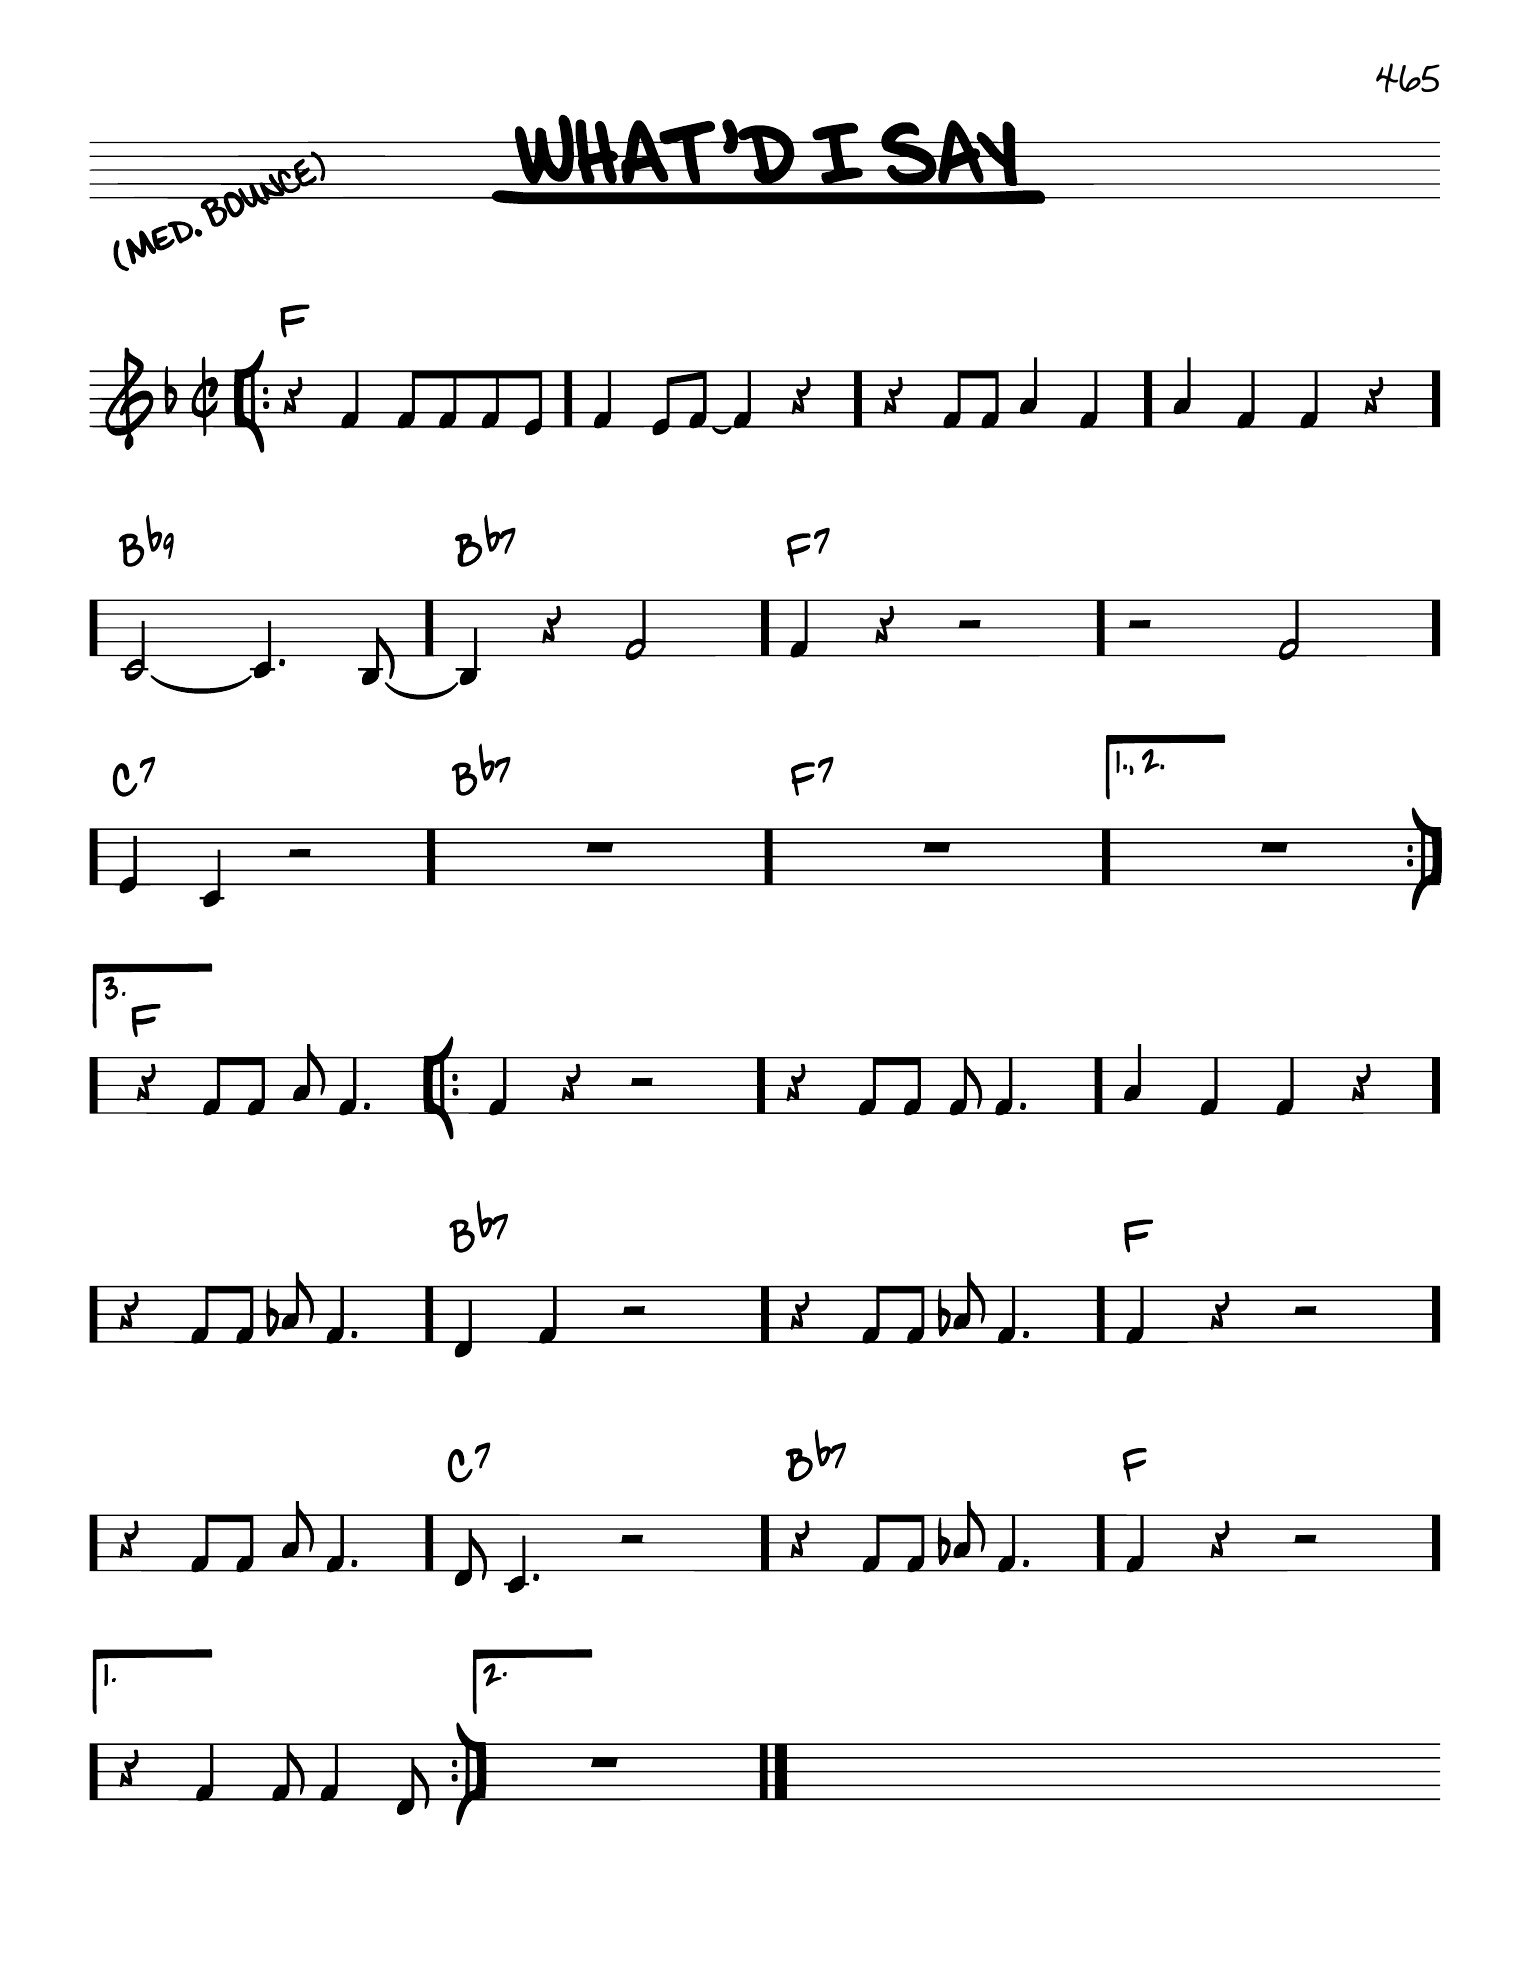 465
WHAT'D I SAY
(MED. BOUNCE)
F
Bb9 Bb7 F7
C7 Bb7 F7 1., 2.
3.
F
Bb7 F
C7 Bb7 F
1. 2.